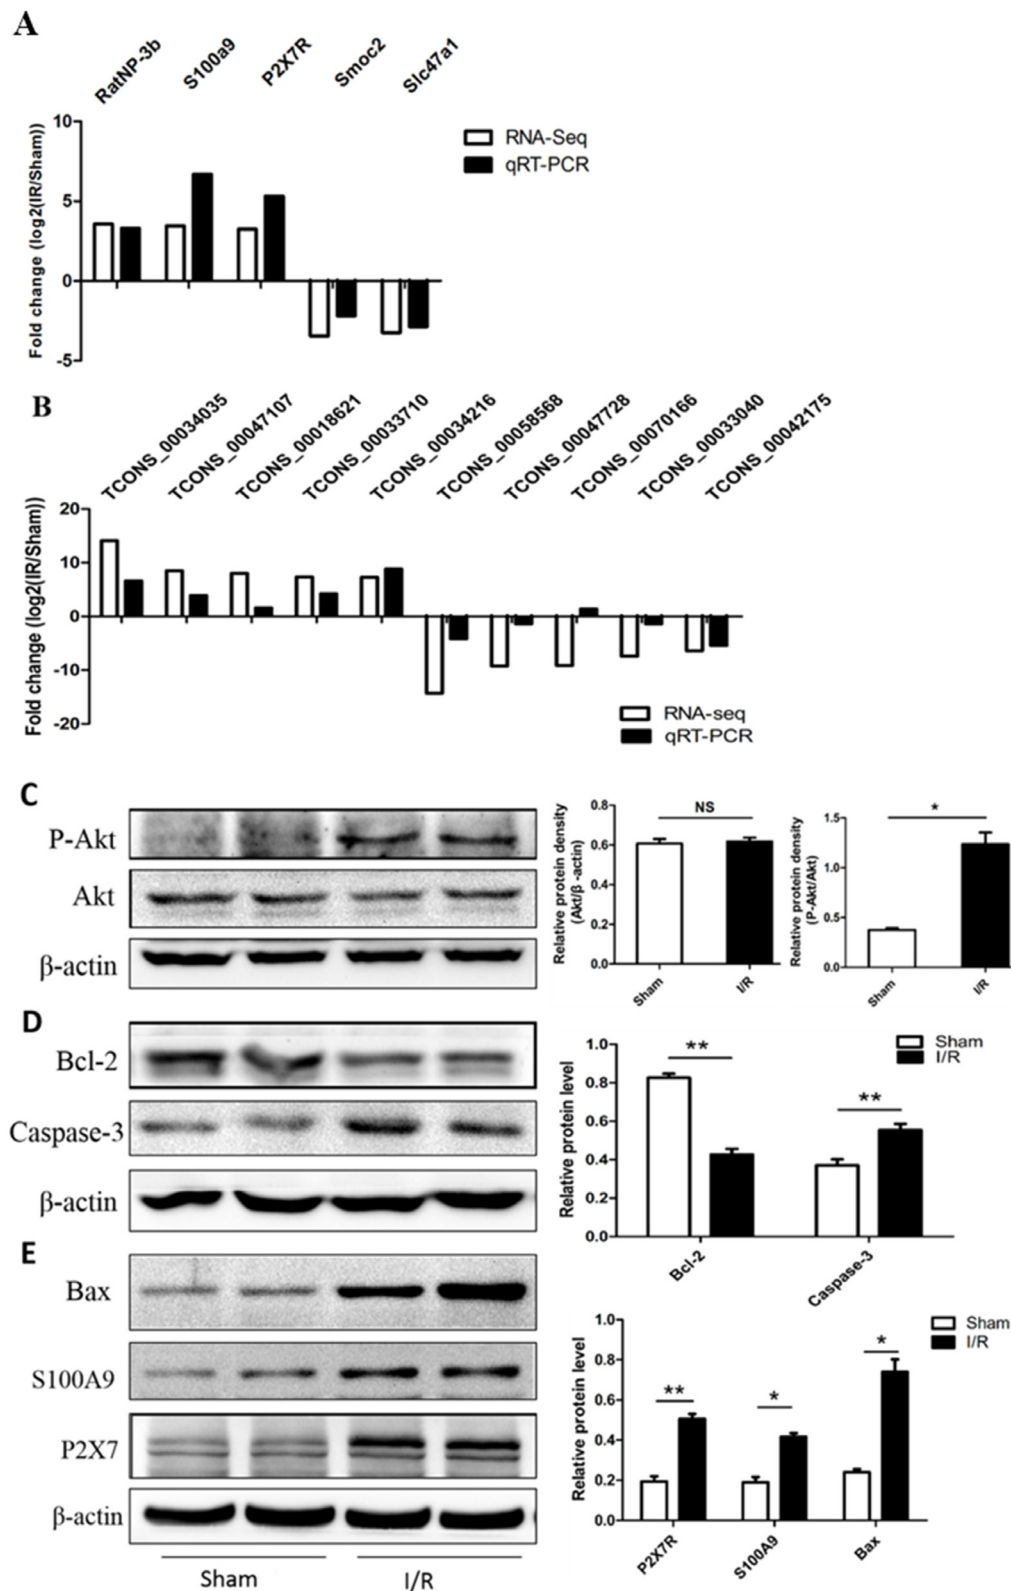 A
RatNP-3b
S100a9
P2X7R
Smoc2
Slc47a1
Fold change (log2(IR/Sham))
10
5
0
-5
RNA-Seq
qRT-PCR
B
TCONS_00034035
TCONS_00047107
TCONS_00018621
TCONS_00033710
TCONS_00034216
TCONS_00058568
TCONS_00047728
TCONS_00070166
TCONS_00033040
TCONS_00042175
Fold change (log2(IR/Sham))
20
10
0
-10
-20
RNA-seq
qRT-PCR
C
P-Akt
Akt
β-actin
Relative protein density
(Akt/β -actin)
0.8
0.6
0.4
0.2
0.0
NS
Sham
I/R
Relative protein density
(P-Akt/Akt)
1.5
1.0
0.5
0.0
*
Sham
I/R
D
Bcl-2
Caspase-3
β-actin
Relative protein level
1.0
0.8
0.6
0.4
0.2
0.0
**
**
Sham
I/R
Bcl-2
Caspase-3
E
Bax
S100A9
P2X7
β-actin
Sham
I/R
Relative protein level
1.0
0.8
0.6
0.4
0.2
0.0
**
*
*
Sham
I/R
P2X7R
S100A9
Bax